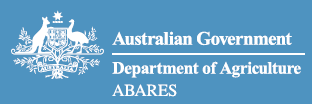 Australian Government
Department of Agriculture
ABARES